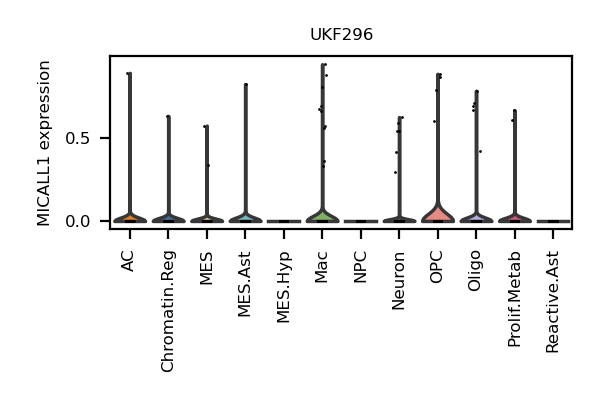 UKF296
MICALL1 expression
0.5
0.0
AC
Chromatin.Reg
MES
MES.Ast
MES.Hyp
Mac
NPC
Neuron
OPC
Oligo
Prolif.Metab
Reactive.Ast